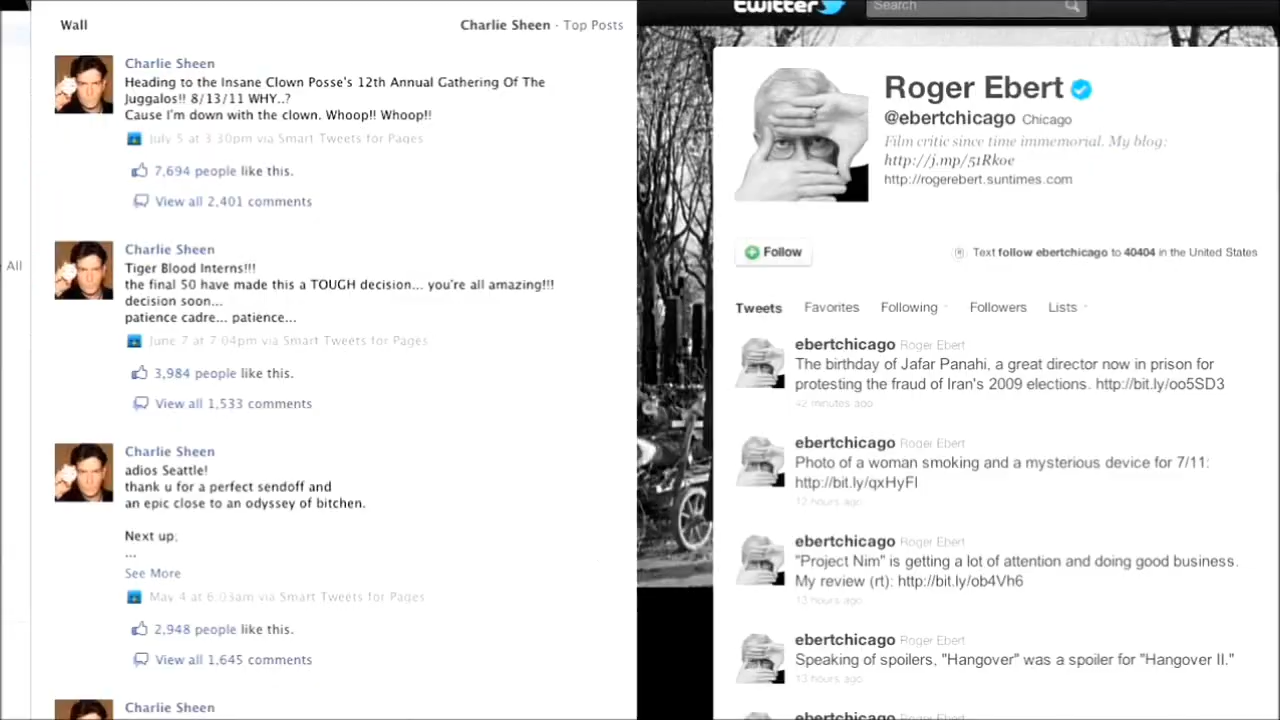 Wall
Charlie Sheen · Top Posts
Charlie Sheen
Heading to the Insane Clown Posse's 12th Annual Gathering Of The
Juggalos!! 8/13/11 WHY..?
Cause I'm down with the clown. Whoop!! Whoop!!
July 5 at 3:30pm via Smart Tweets for Pages
7,694 people like this.
View all 2,401 comments
All
Charlie Sheen
Tiger Blood Interns!!!
the final 50 have made this a TOUGH decision... you're all amazing!!!
decision soon...
patience cadre... patience...
June 7 at 7:04pm via Smart Tweets for Pages
3,984 people like this.
View all 1,533 comments
Charlie Sheen
adios Seattle!
thank u for a perfect sendoff and
an epic close to an odyssey of bitchen.
Next up;
...
See More
May 4 at 6:03am via Smart Tweets for Pages
2,948 people like this.
View all 1,645 comments
Charlie Sheen
twitter
Search
Roger Ebert
@ebertchicago Chicago
Film critic since time immemorial. My blog:
http://j.mp/51Rkoe
http://rogerebert.suntimes.com
Follow
Text follow ebertchicago to 40404 in the United States
Tweets Favorites Following Followers Lists
ebertchicago Roger Ebert
The birthday of Jafar Panahi, a great director now in prison for
protesting the fraud of Iran's 2009 elections. http://bit.ly/oo5SD3
42 minutes ago
ebertchicago Roger Ebert
Photo of a woman smoking and a mysterious device for 7/11:
http://bit.ly/qxHyFl
12 hours ago
ebertchicago Roger Ebert
"Project Nim" is getting a lot of attention and doing good business.
My review (rt): http://bit.ly/ob4Vh6
13 hours ago
ebertchicago Roger Ebert
Speaking of spoilers, "Hangover" was a spoiler for "Hangover II."
13 hours ago
ebertchicago Roger Ebert